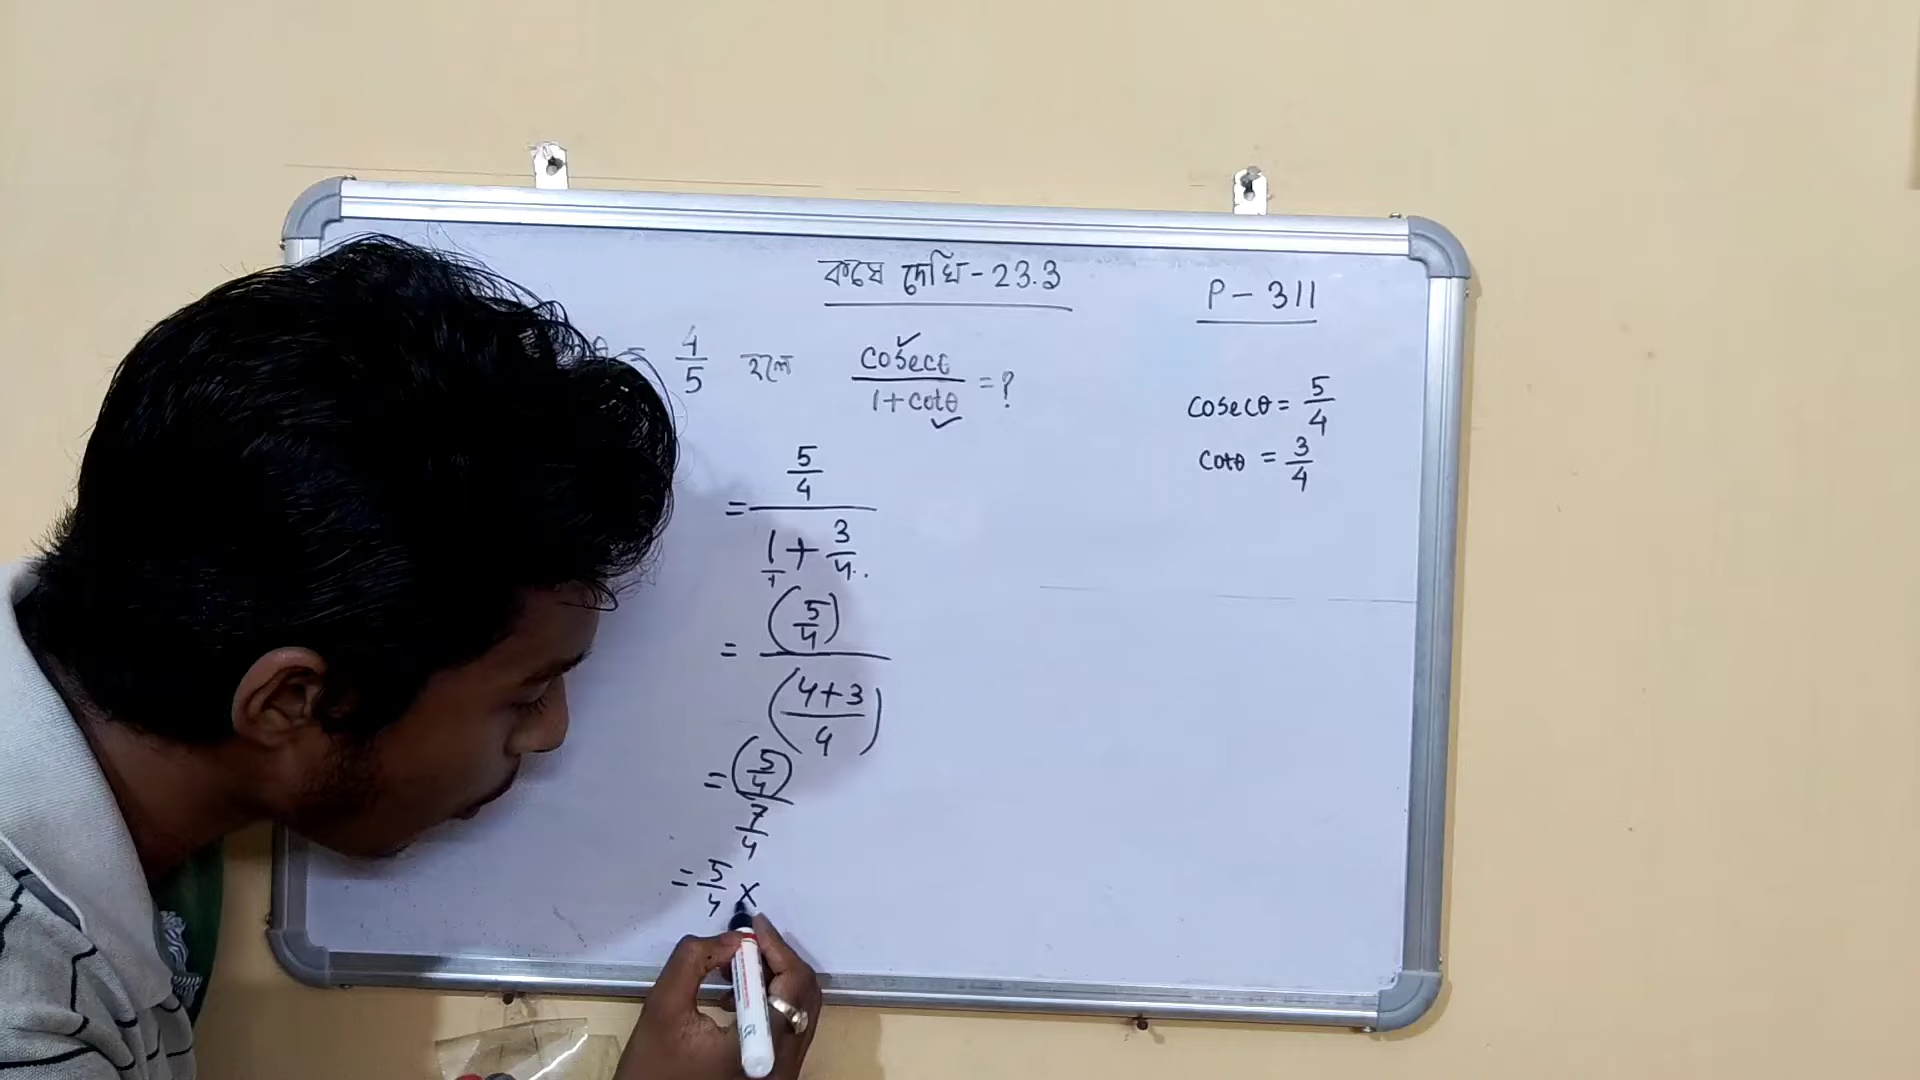 কষে দেখি - 23.3
P - 311
θ = 4/5 হলে cosecθ/(1+cotθ) = ?
cosecθ = 5/4
cotθ = 3/4
= (5/4)/(1+3/4)
= (5/4)/((4+3)/4)
= (5/4)/(7/4)
= 5/4 ×